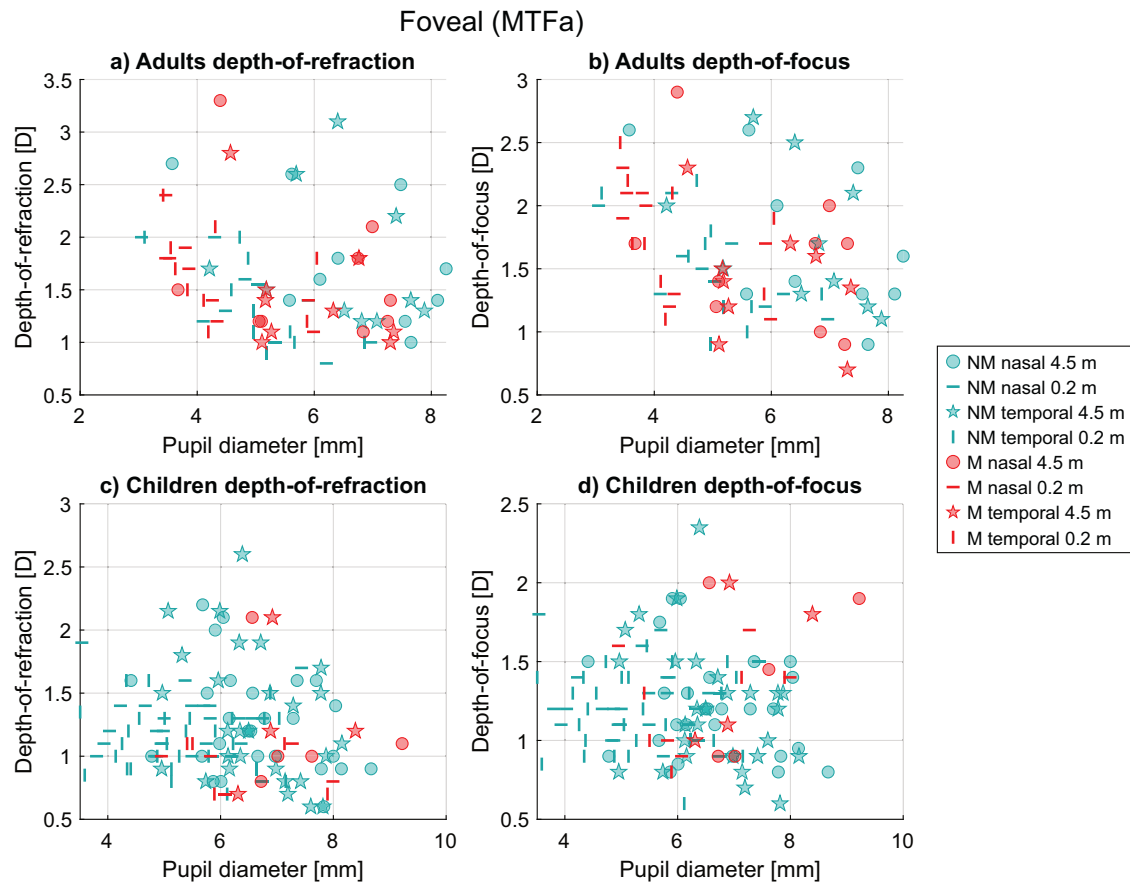 Foveal (MTFa)
a) Adults depth-of-refraction
3.5
3
2.5
2
1.5
1
0.5
2
4
6
8
Depth-of-refraction [D]
Pupil diameter [mm]
b) Adults depth-of-focus
3
2.5
2
1.5
1
0.5
2
4
6
8
Depth-of-focus [D]
Pupil diameter [mm]
NM nasal 4.5 m
NM nasal 0.2 m
NM temporal 4.5 m
NM temporal 0.2 m
M nasal 4.5 m
M nasal 0.2 m
M temporal 4.5 m
M temporal 0.2 m
c) Children depth-of-refraction
3
2.5
2
1.5
1
0.5
4
6
8
10
Depth-of-refraction [D]
Pupil diameter [mm]
d) Children depth-of-focus
2.5
2
1.5
1
0.5
4
6
8
10
Depth-of-focus [D]
Pupil diameter [mm]